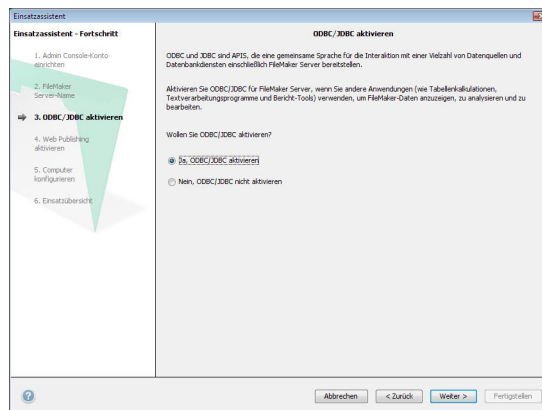 Einsatzassistent
Einsatzassistent - Fortschritt
1. Admin Console-Konto
einrichten
2. FileMaker
Server-Name
3. ODBC/JDBC aktivieren
4. Web Publishing
aktivieren
5. Computer
konfigurieren
6. Einsatzübersicht
ODBC/JDBC aktivieren
ODBC und JDBC sind APIS, die eine gemeinsame Sprache für die Interaktion mit einer Vielzahl von Datenquellen und
Datenbankdiensten einschließlich FileMaker Server bereitstellen.
Aktivieren Sie ODBC/JDBC für FileMaker Server, wenn Sie andere Anwendungen (wie Tabellenkalkulationen,
Textverarbeitungsprogramme und Bericht-Tools) verwenden, um FileMaker-Daten anzuzeigen, zu analysieren und zu
bearbeiten.
Wollen Sie ODBC/JDBC aktivieren?
Ja, ODBC/JDBC aktivieren
Nein, ODBC/JDBC nicht aktivieren
?
Abbrechen
< Zurück
Weiter >
Fertigstellen